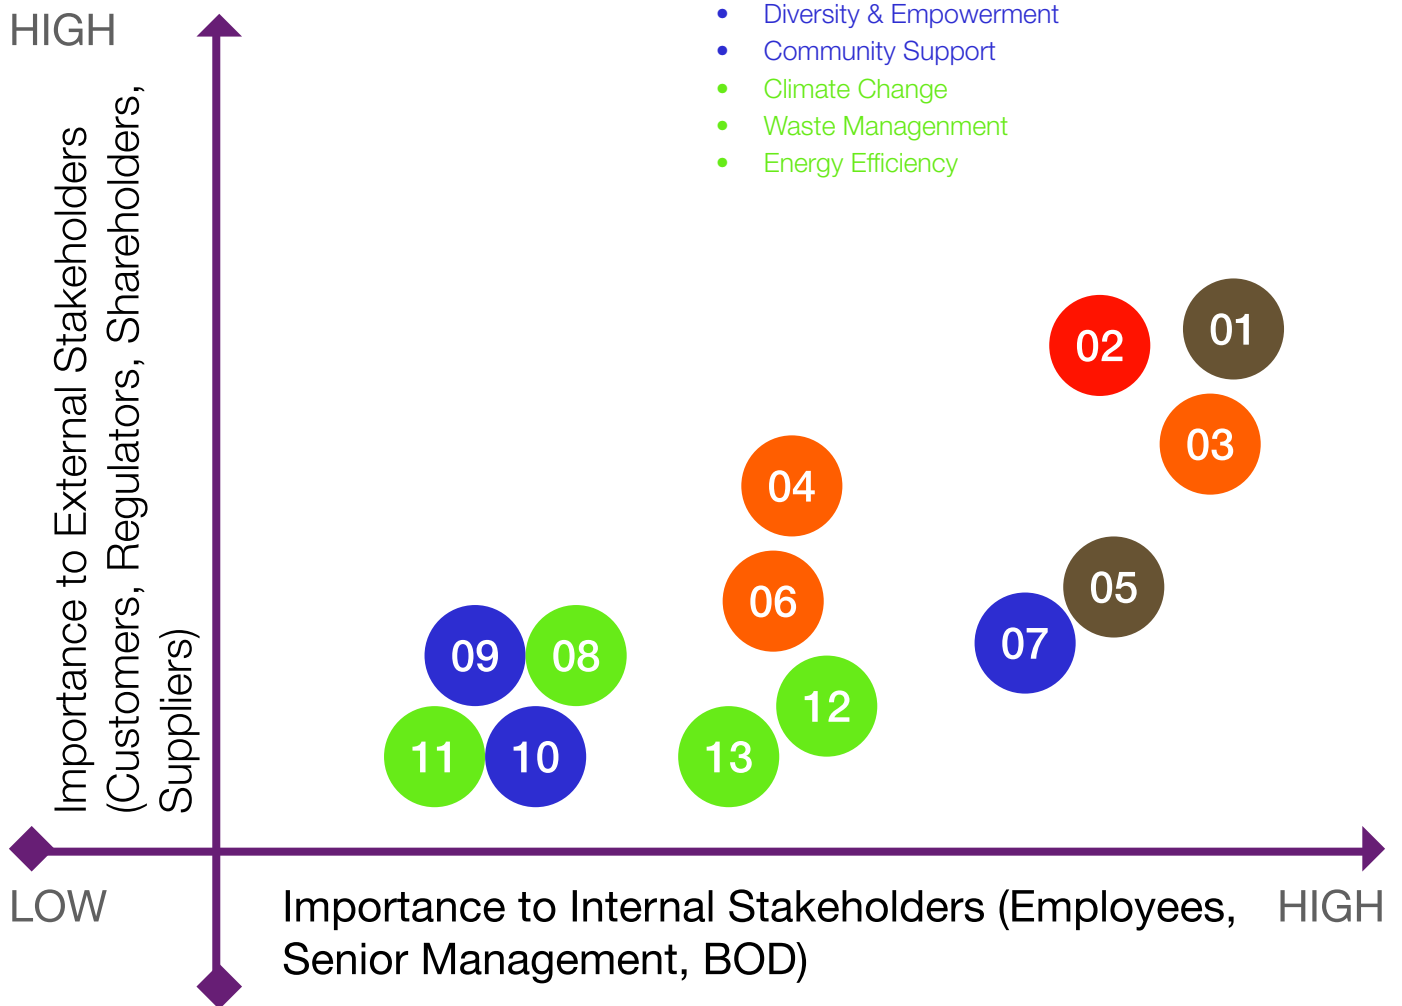 HIGH
• Diversity & Empowerment
• Community Support
• Climate Change
• Waste Managenment
• Energy Efficiency
Importance to External Stakeholders
(Customers, Regulators, Shareholders,
Suppliers)
02
01
03
04
05
06
07
09
08
12
11
10
13
LOW
Importance to Internal Stakeholders (Employees,
Senior Management, BOD)
HIGH